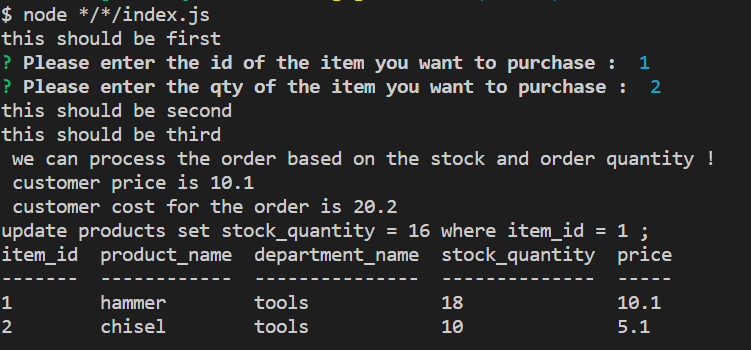 $ node */*/index.js
this should be first
? Please enter the id of the item you want to purchase :  1
? Please enter the qty of the item you want to purchase :  2
this should be second
this should be third
 we can process the order based on the stock and order quantity !
 customer price is 10.1
 customer cost for the order is 20.2
update products set stock_quantity = 16 where item_id = 1 ;
item_id  product_name  department_name  stock_quantity  price
-------  ------------  ---------------  --------------  -----
1        hammer        tools            18              10.1
2        chisel        tools            10              5.1